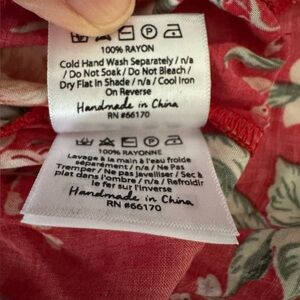 100% RAYON
Cold Hand Wash Separately / n/a
/ Do Not Soak / Do Not Bleach /
Dry Flat in Shade / n/a / Cool Iron
On Reverse
Handmade in China
RN #66170
100% RAYONNE
Lavage à la main à l'eau froide
séparément / n/a / Ne Pas
Tremper / Ne Pas javelliser / Sec à
plat dans l'ombre / n/a / Refroidir
le fer sur l'inverse
Handmade in China
RN #66170